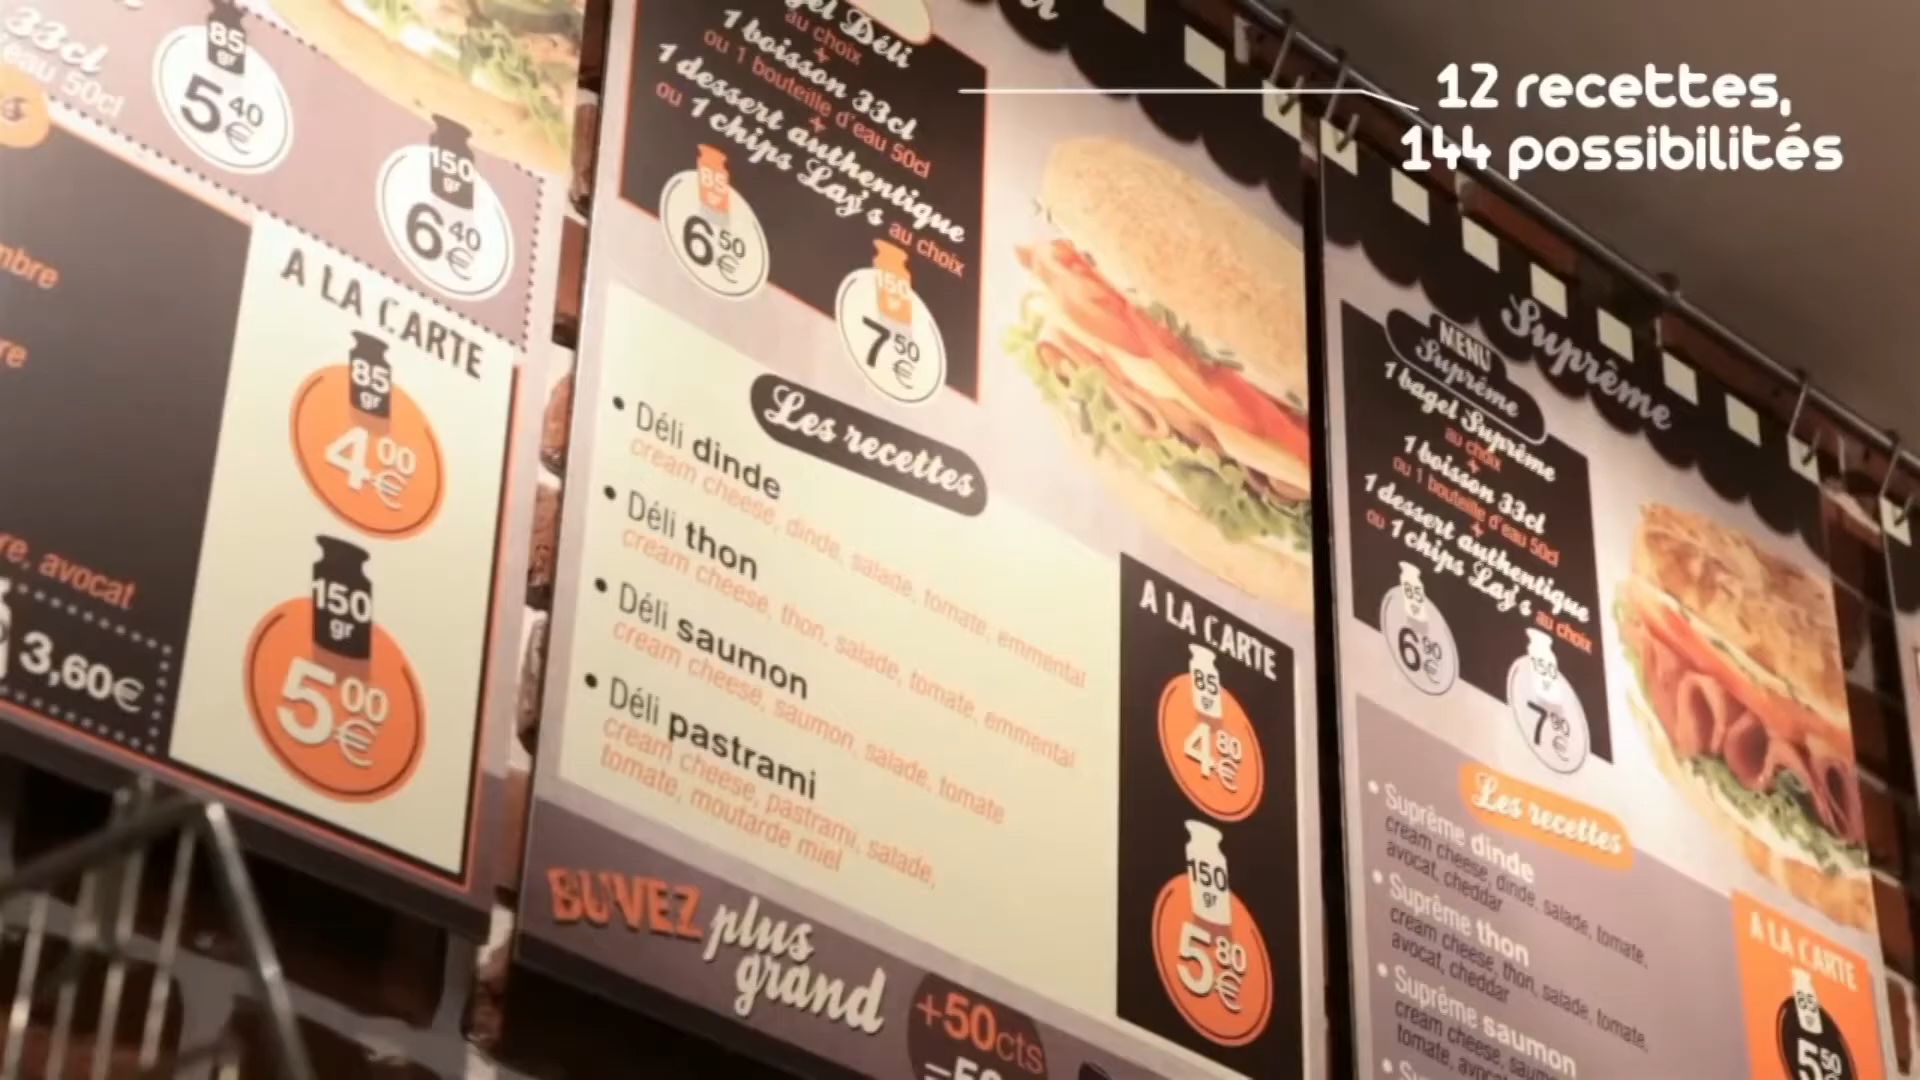 12 recettes,
144 possibilités
33cl
eau 50cl
85
gr
5 40
€
150
gr
6 40
€
avocat
3,60€
A LA CARTE
85
gr
4 00
€
150
gr
5 00
€
Déli
au choix
+
1 boisson 33cl
ou 1 bouteille d'eau 50cl
+
1 dessert authentique
ou 1 chips Lay's au choix
85
gr
6 50
€
150
gr
7 50
€
Les recettes
• Déli dinde
cream cheese, dinde, salade, tomate, emmental
• Déli thon
cream cheese, thon, salade, tomate, emmental
• Déli saumon
cream cheese, saumon, salade, tomate
• Déli pastrami
cream cheese, pastrami, salade,
tomate, moutarde miel
A LA CARTE
85
gr
4 80
€
150
gr
5 80
€
BUVEZ plus
grand
+50cts
Suprême
MENU
Suprême
1 bagel Suprême
au choix
+
1 boisson 33cl
ou 1 bouteille d'eau 50cl
+
1 dessert authentique
ou 1 chips Lay's au choix
85
gr
6 90
€
150
gr
7 90
€
Les recettes
• Suprême dinde
cream cheese, dinde, salade, tomate,
avocat, cheddar
• Suprême thon
cream cheese, thon, salade, tomate,
avocat, cheddar
• Suprême saumon
cream cheese,
tomate,
A LA CARTE
85
gr
5 50